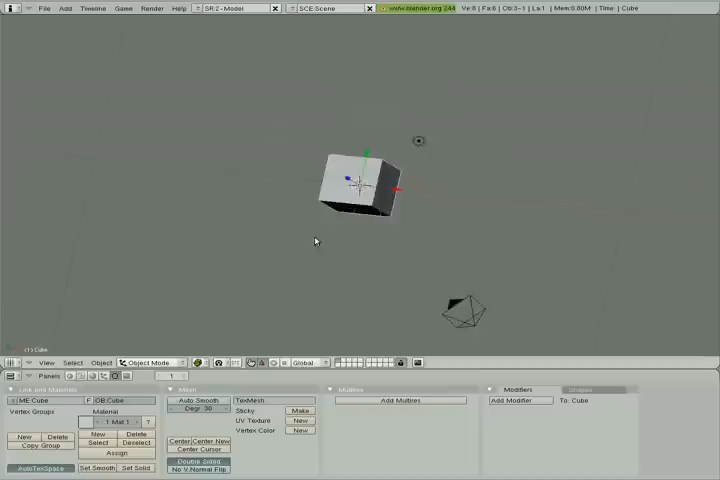 File Add Timeline Game Render Help SR:2-Model SCE:Scene www.blender.org 244 Ve:8 | Fa:6 | Ob:3-1 | La:1 | Mem:0.80M | Time: | Cube
(1) Cube
View Select Object Object Mode Global
Panels 1
Link and Materials Mesh Multires Modifiers Shapes
ME:Cube F OB:Cube Auto Smooth TexMesh Add Multires Add Modifier To: Cube
Degr: 30 Sticky: Make
Vertex Groups Material UV Texture New
1 Mat 1 ? Vertex Color New
New Delete New Delete
Copy Group Select Deselect Center Center New
Assign Center Cursor
AutoTexSpace Set Smooth Set Solid Double Sided
No V.Normal Flip